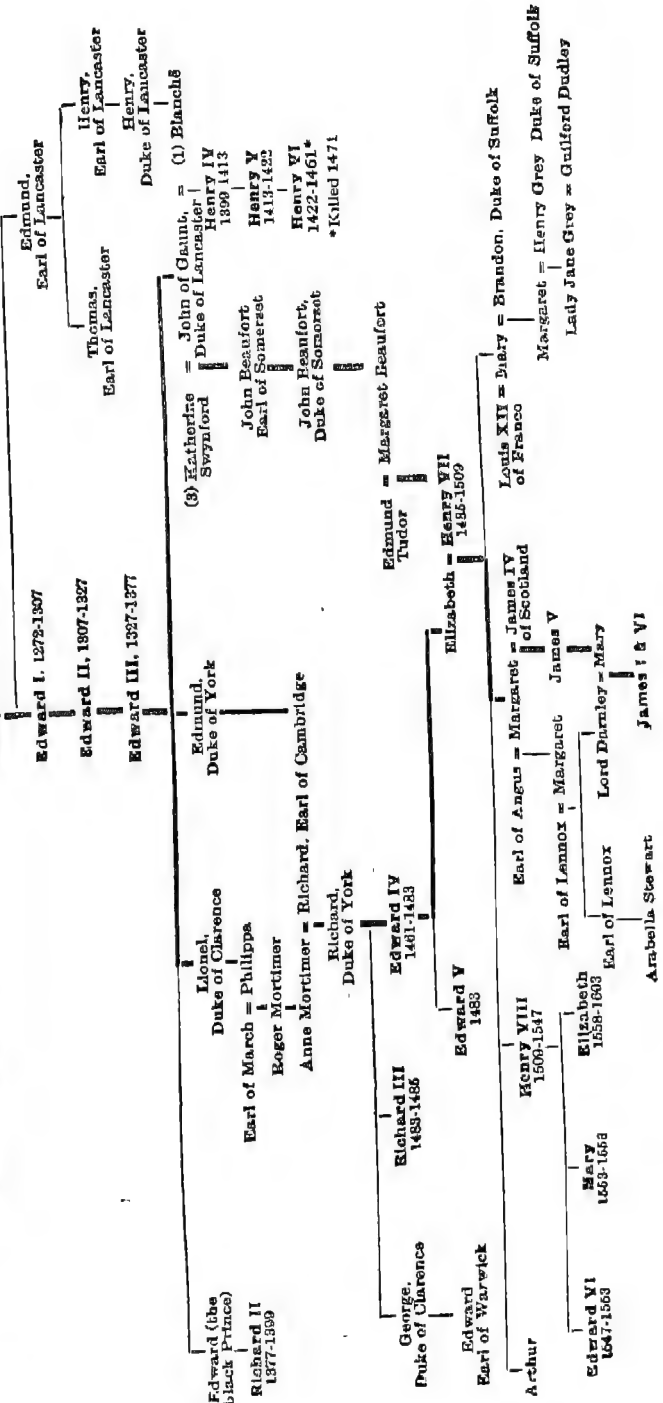 Edmund,
Earl of Lancaster
Edward I, 1272-1307
Thomas,
Earl of Lancaster
Henry,
Earl of Lancaster
Edward II, 1307-1327
Henry,
Duke of Lancaster
Edward III, 1327-1377
Edward (the
Black Prince)
Richard II
1377-1399
Lionel,
Duke of Clarence
Earl of March = Philippa
Roger Mortimer
Anne Mortimer = Richard, Earl of Cambridge
Edmund,
Duke of York
(3) Katherine = John of Gaunt, = (1) Blanche
Swynford Duke of Lancaster
Henry IV
1399-1413
John Beaufort
Earl of Somerset
Henry V
1413-1422
John Beaufort,
Duke of Somerset
Henry VI
1422-1461*
*Killed 1471
Richard,
Duke of York
Edmund = Margaret Beaufort
Tudor
George,
Duke of Clarence
Richard III
1483-1485
Edward IV
1461-1483
Edward
Earl of Warwick
Edward V
1483
Elizabeth = Henry VII
1485-1509
Arthur
Henry VIII
1509-1547
Earl of Angus = Margaret = James IV
of Scotland
Louis XII = Mary = Brandon, Duke of Suffolk
of France
Earl of Lennox = Margaret
James V
Margaret = Henry Grey Duke of Suffolk
Edward VI
1547-1553
Mary
1553-1558
Elizabeth
1558-1603
Earl of Lennox
Lord Darnley = Mary
Lady Jane Grey = Guilford Dudley
Arabella Stewart
James I & VI